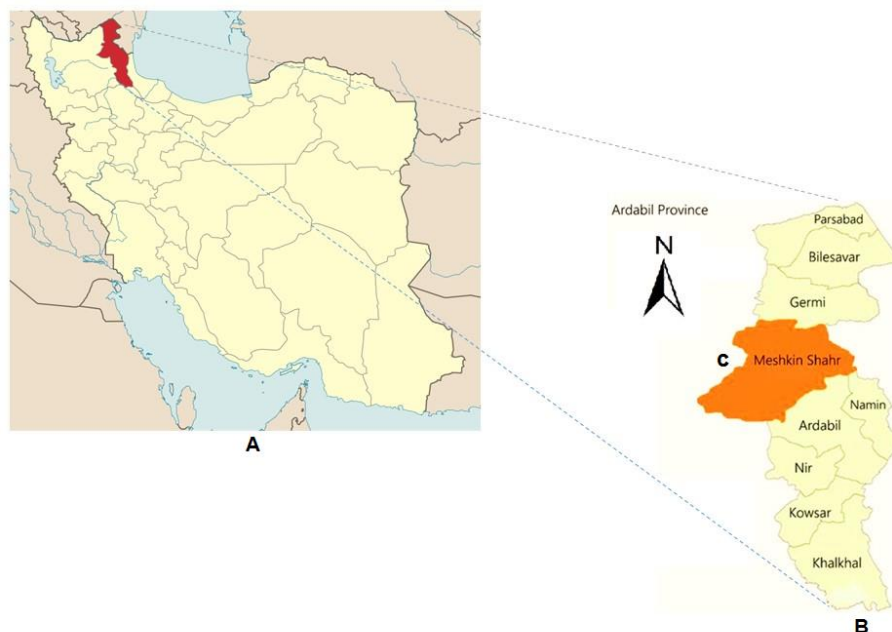 Ardabil Province
N
Parsabad
Bilesavar
Germi
C
Meshkin Shahr
Namin
Ardabil
Nir
Kowsar
Khalkhal
A
B